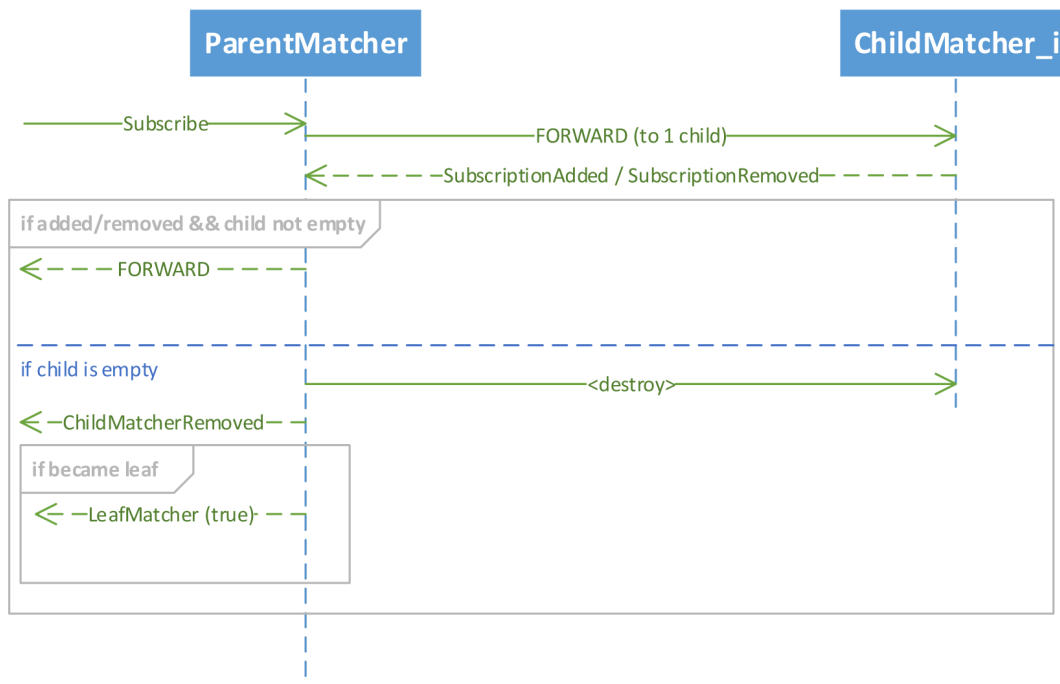 ParentMatcher
ChildMatcher_i
Subscribe
FORWARD (to 1 child)
SubscriptionAdded / SubscriptionRemoved
if added/removed && child not empty
FORWARD
if child is empty
<destroy>
ChildMatcherRemoved
if became leaf
LeafMatcher (true)